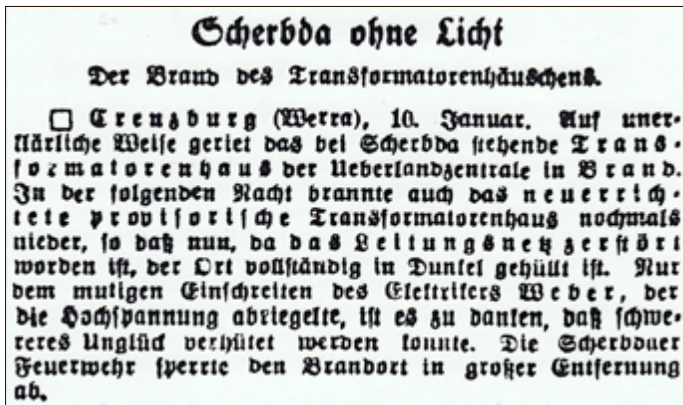 Scherbda ohne Licht
Der Brand des Transformatorenhäuschens.
□ Creuzburg (Werra), 10. Januar. Auf uner-
klärliche Weise geriet das bei Scherbda stehende Trans-
formatorenhaus der Ueberlandzentrale in Brand.
In der folgenden Nacht brannte auch das neuerrich-
tete provisorische Transformatorenhaus nochmals
nieder, so daß nun, da das Leitungsnetz zerstört
worden ist, der Ort vollständig in Dunkel gehüllt ist. Nur
dem mutigen Einschreiten des Elektrikers Weber, der
die Hochspannung abriegelte, ist es zu danken, daß schwe-
reres Unglück verhütet werden konnte. Die Scherbdaer
Feuerwehr sperrte den Brandort in großer Entfernung
ab.